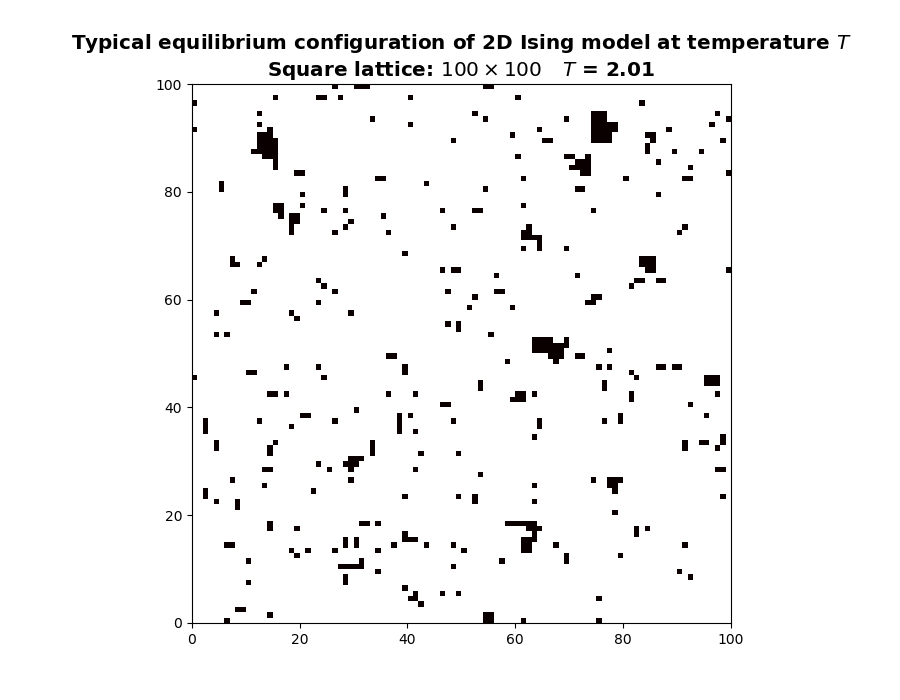 Typical equilibrium configuration of 2D Ising model at temperature T
Square lattice: 100 × 100 T = 2.01
100
80
60
40
20
0
0 20 40 60 80 100